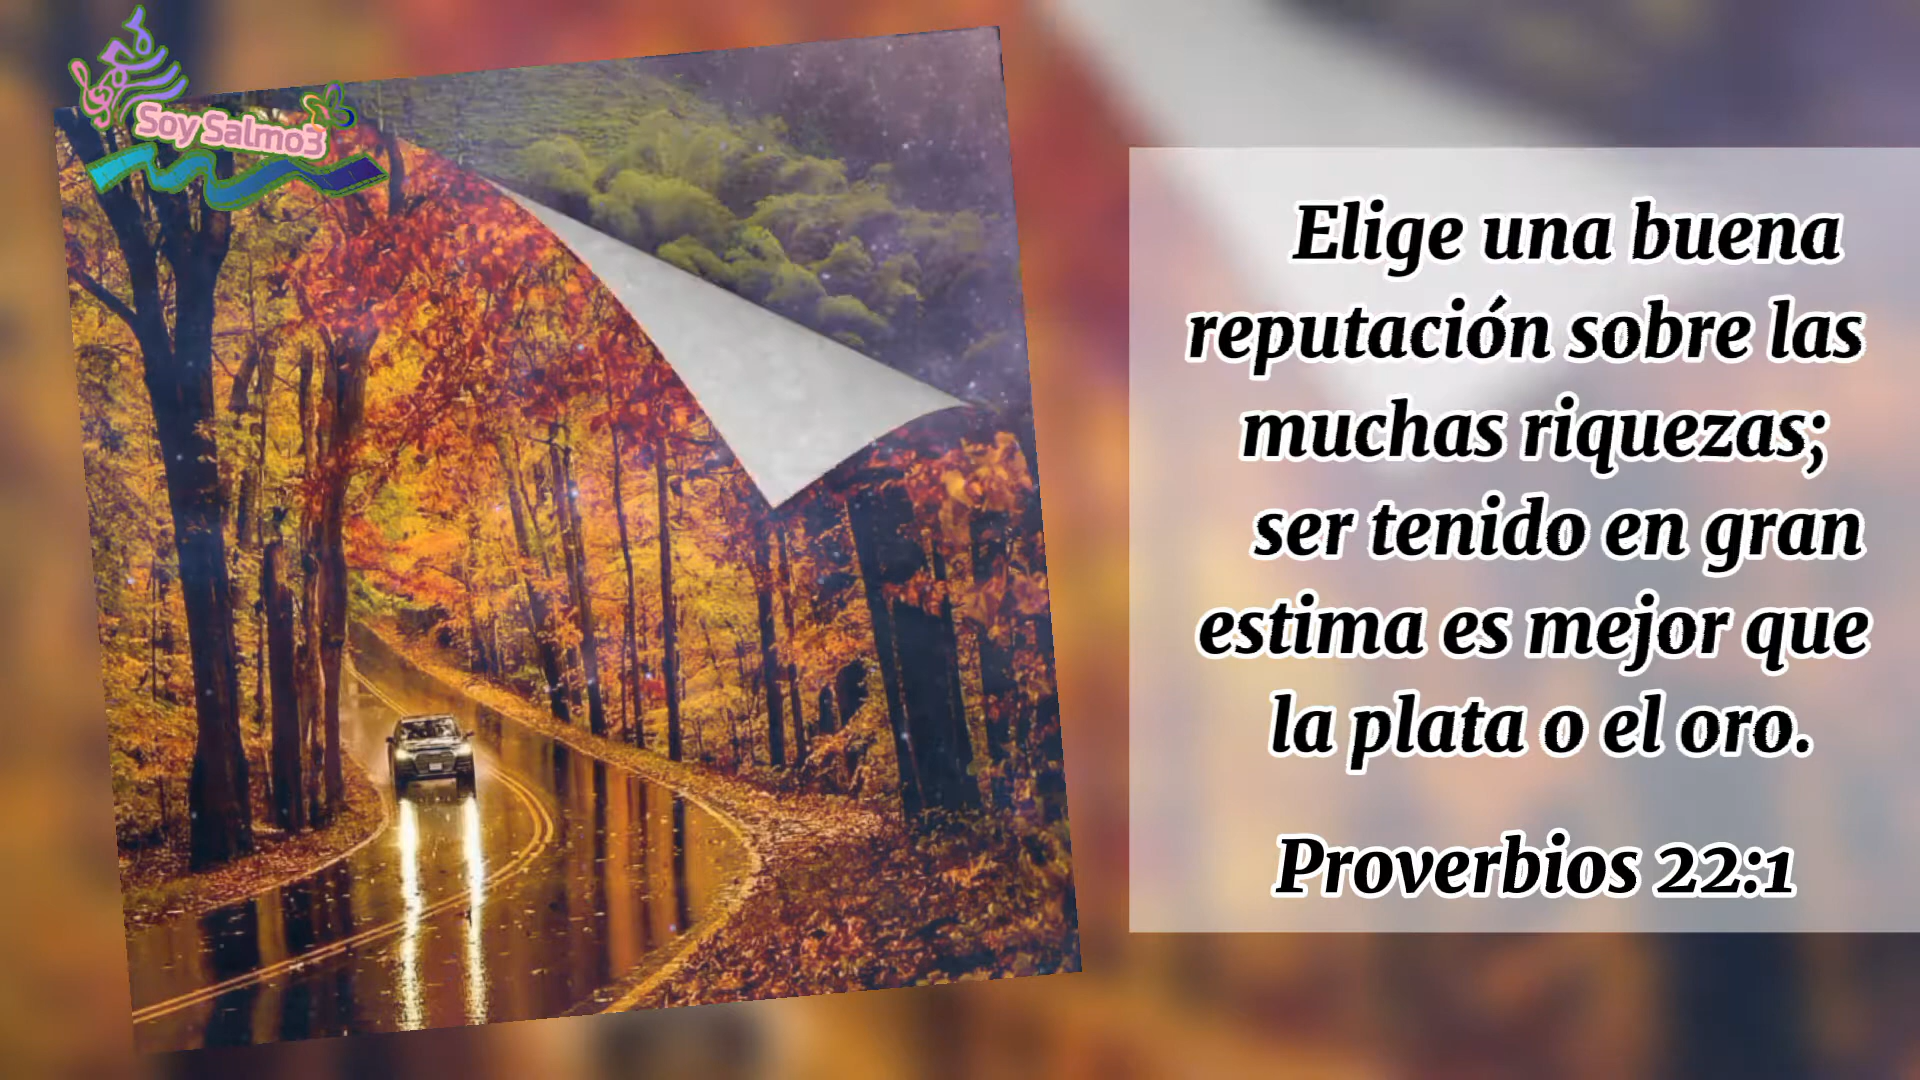 Soy Salmo3
Elige una buena
reputación sobre las
muchas riquezas;
ser tenido en gran
estima es mejor que
la plata o el oro.
Proverbios 22:1